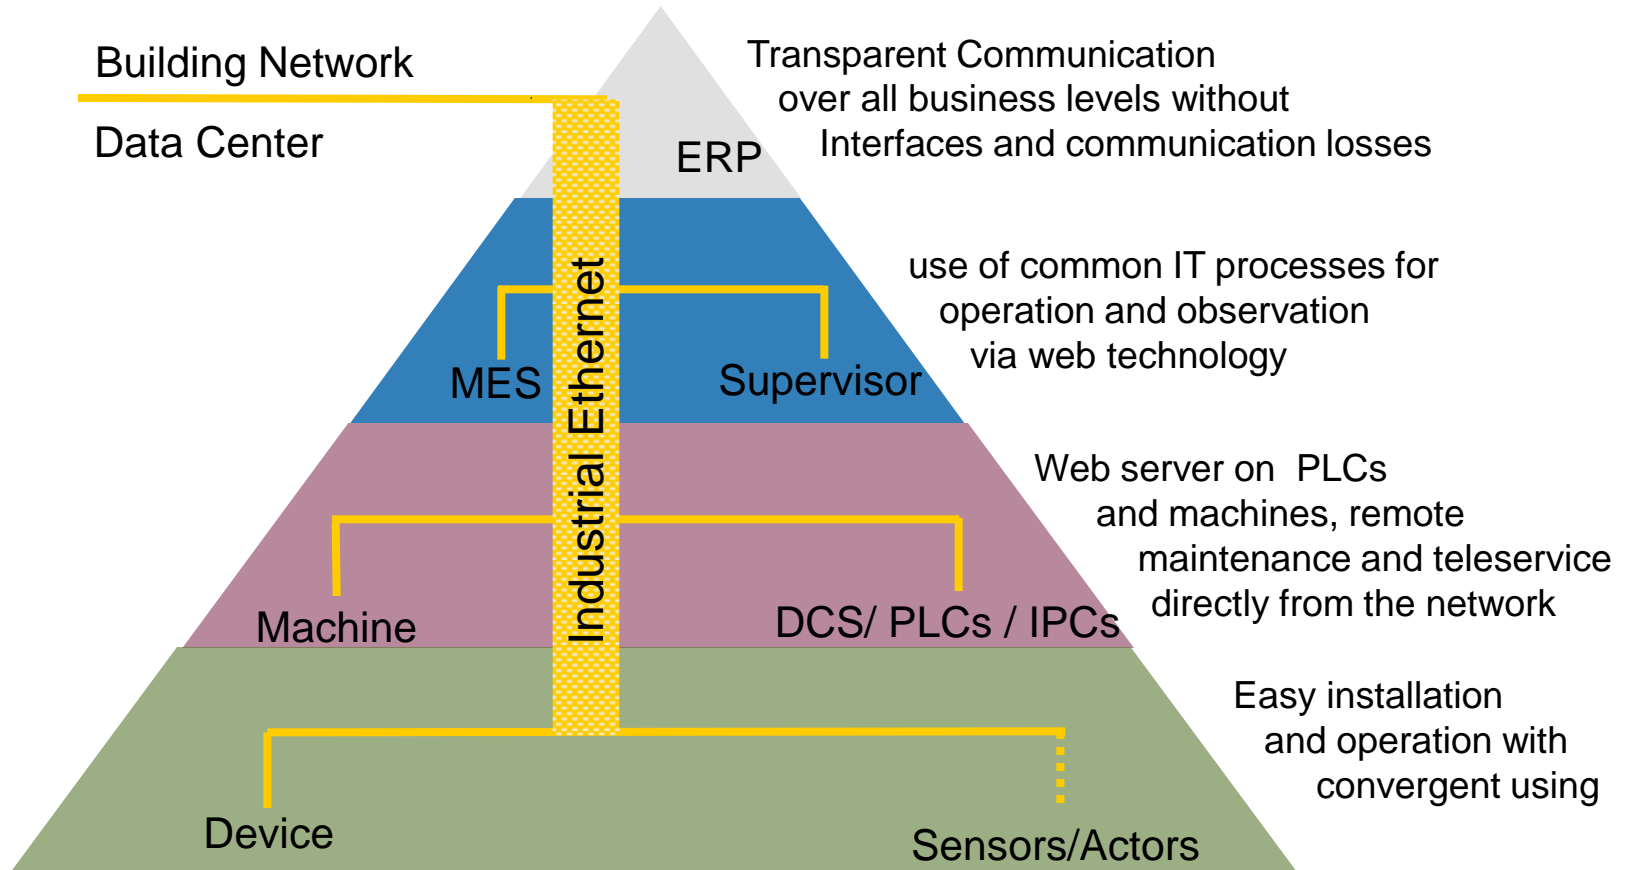 Building Network
Data Center
Transparent Communication
over all business levels without
Interfaces and communication losses
ERP
use of common IT processes for
operation and observation
via web technology
MES
Supervisor
Industrial Ethernet
Web server on PLCs
and machines, remote
maintenance and teleservice
directly from the network
Machine
DCS/ PLCs / IPCs
Easy installation
and operation with
convergent using
Device
Sensors/Actors